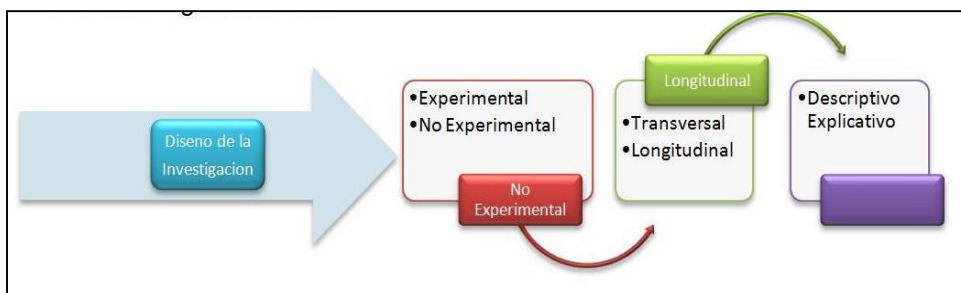 Diseno de la
Investigacion
•Experimental
•No Experimental
No
Experimental
Longitudinal
•Transversal
•Longitudinal
•Descriptivo
Explicativo